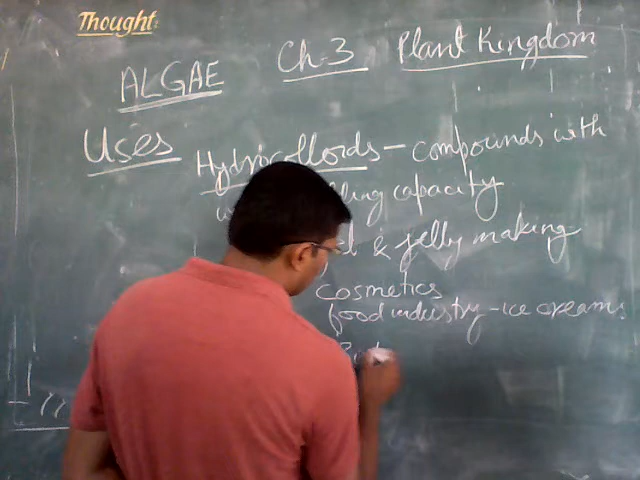 Thought:
Ch-3 Plant Kingdom
ALGAE
Uses
Hydrocolloids - compounds with
capacity
& jelly making
cosmetics
food industry - ice creams